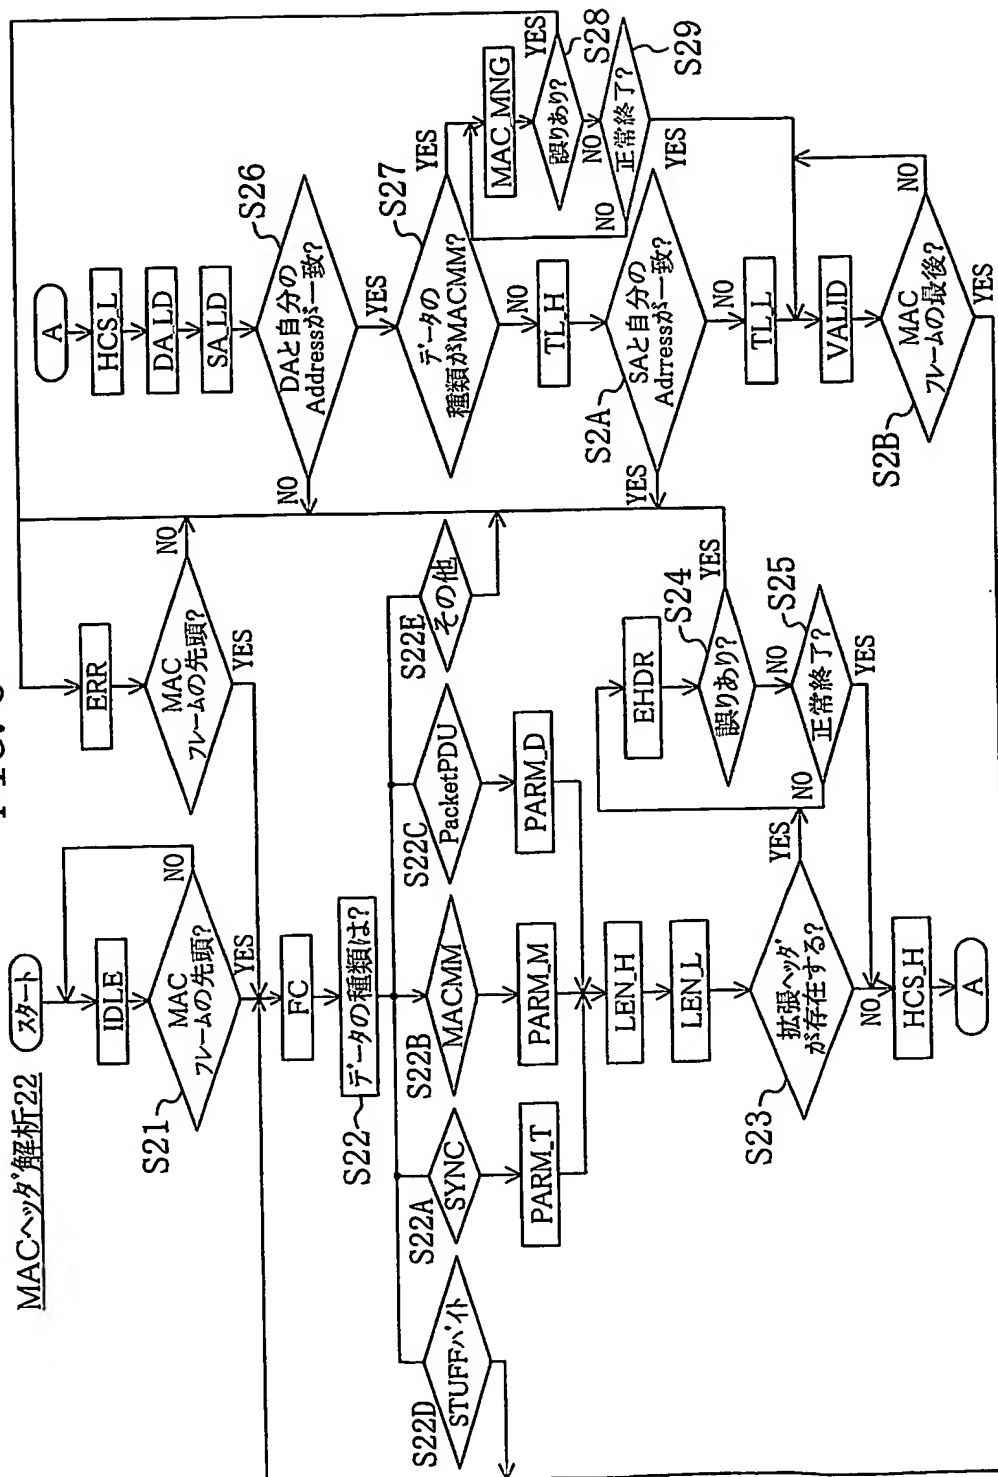 MACヘッダ解析22
スタート
IDLE
S21
MAC
フレームの先頭?
NO
YES
ERR
MAC
フレームの先頭?
NO
YES
FC
S22
データの種類は?
S22D
STUFFバイト
S22A
SYNC
S22B
MACMM
S22C
PacketPDU
S22E
その他
PARM_T
PARM_M
PARM_D
LEN_H
LEN_L
S23
拡張ヘッダ
が存在する?
YES
NO
EHDR
S24
誤りあり?
YES
NO
S25
正常終了?
NO
YES
HCS_H
A
A
HCS_L
DA_LD
SA_LD
S26
DAと自分の
Addressが一致?
NO
YES
S27
データの
種類がMACMM?
YES
NO
MAC_MNG
S28
誤りあり?
YES
NO
S29
正常終了?
NO
YES
TL_H
S2A
SAと自分の
Adrressが一致?
YES
NO
TL_L
VALID
S2B
MAC
フレームの最後?
NO
YES